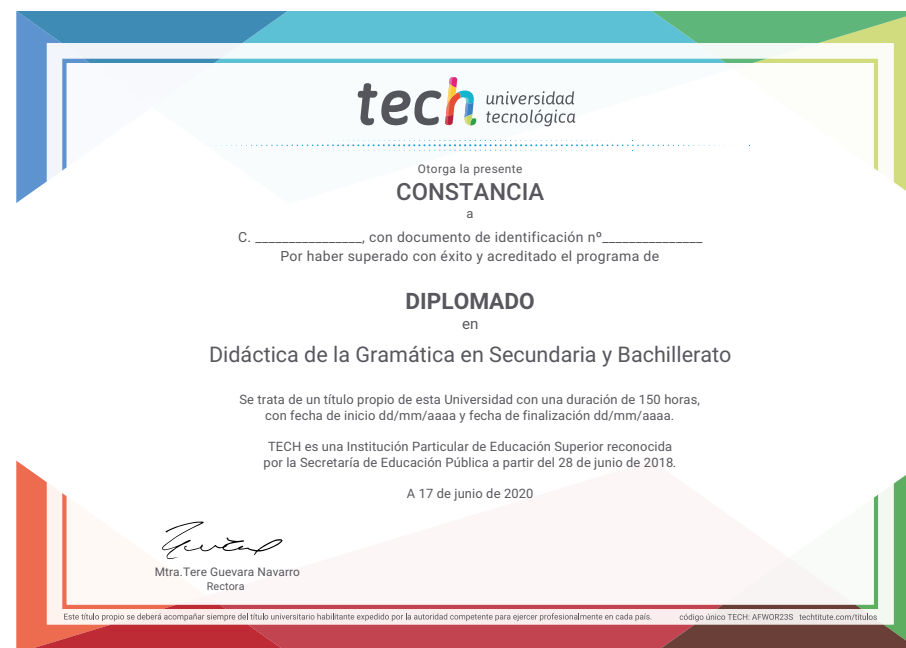 tech universidad
tecnológica
Otorga la presente
CONSTANCIA
a
C. ________________, con documento de identificación nº_______________
Por haber superado con éxito y acreditado el programa de
DIPLOMADO
en
Didáctica de la Gramática en Secundaria y Bachillerato
Se trata de un título propio de esta Universidad con una duración de 150 horas,
con fecha de inicio dd/mm/aaaa y fecha de finalización dd/mm/aaaa.
TECH es una Institución Particular de Educación Superior reconocida
por la Secretaría de Educación Pública a partir del 28 de junio de 2018.
A 17 de junio de 2020
Mtra.Tere Guevara Navarro
Rectora
Este título propio se deberá acompañar siempre del título universitario habilitante expedido por la autoridad competente para ejercer profesionalmente en cada país. código único TECH: AFWOR23S techtitute.com/titulos